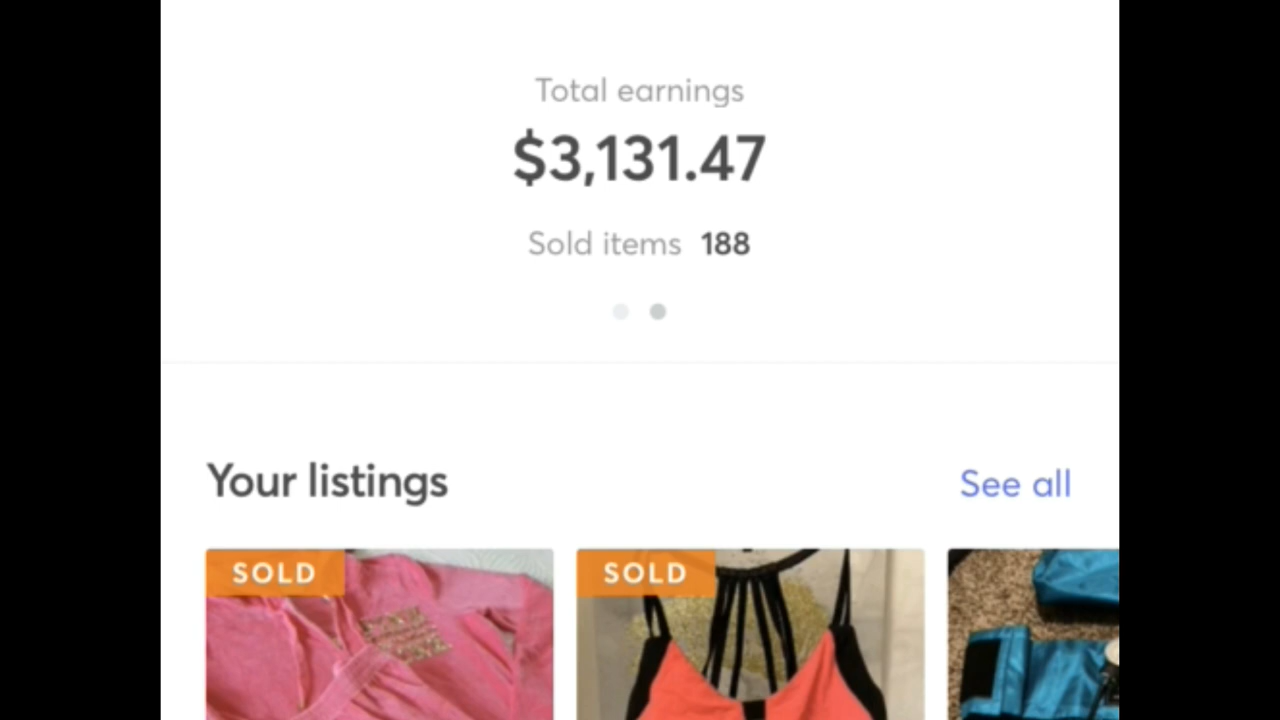 Total earnings
$3,131.47
Sold items 188
Your listings
See all
SOLD
SOLD